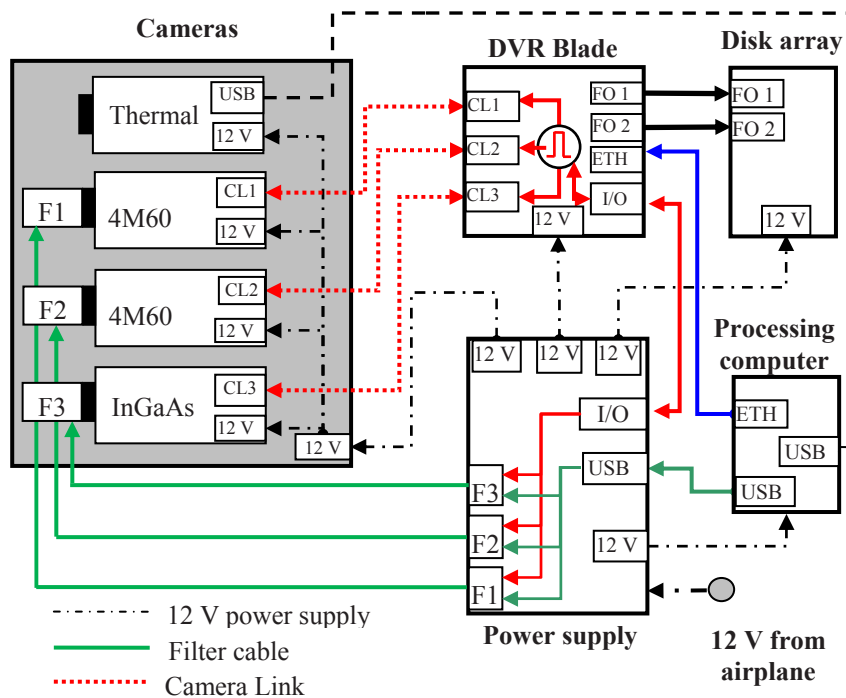 Cameras
Thermal
USB
12 V
F1
4M60
CL1
12 V
F2
4M60
CL2
12 V
F3
InGaAs
CL3
12 V
12 V
DVR Blade
CL1
CL2
CL3
FO 1
FO 2
ETH
I/O
12 V
Disk array
FO 1
FO 2
12 V
12 V
12 V
12 V
I/O
USB
F3
F2
F1
12 V
Power supply
Processing
computer
ETH
USB
USB
12 V from
airplane
12 V power supply
Filter cable
Camera Link